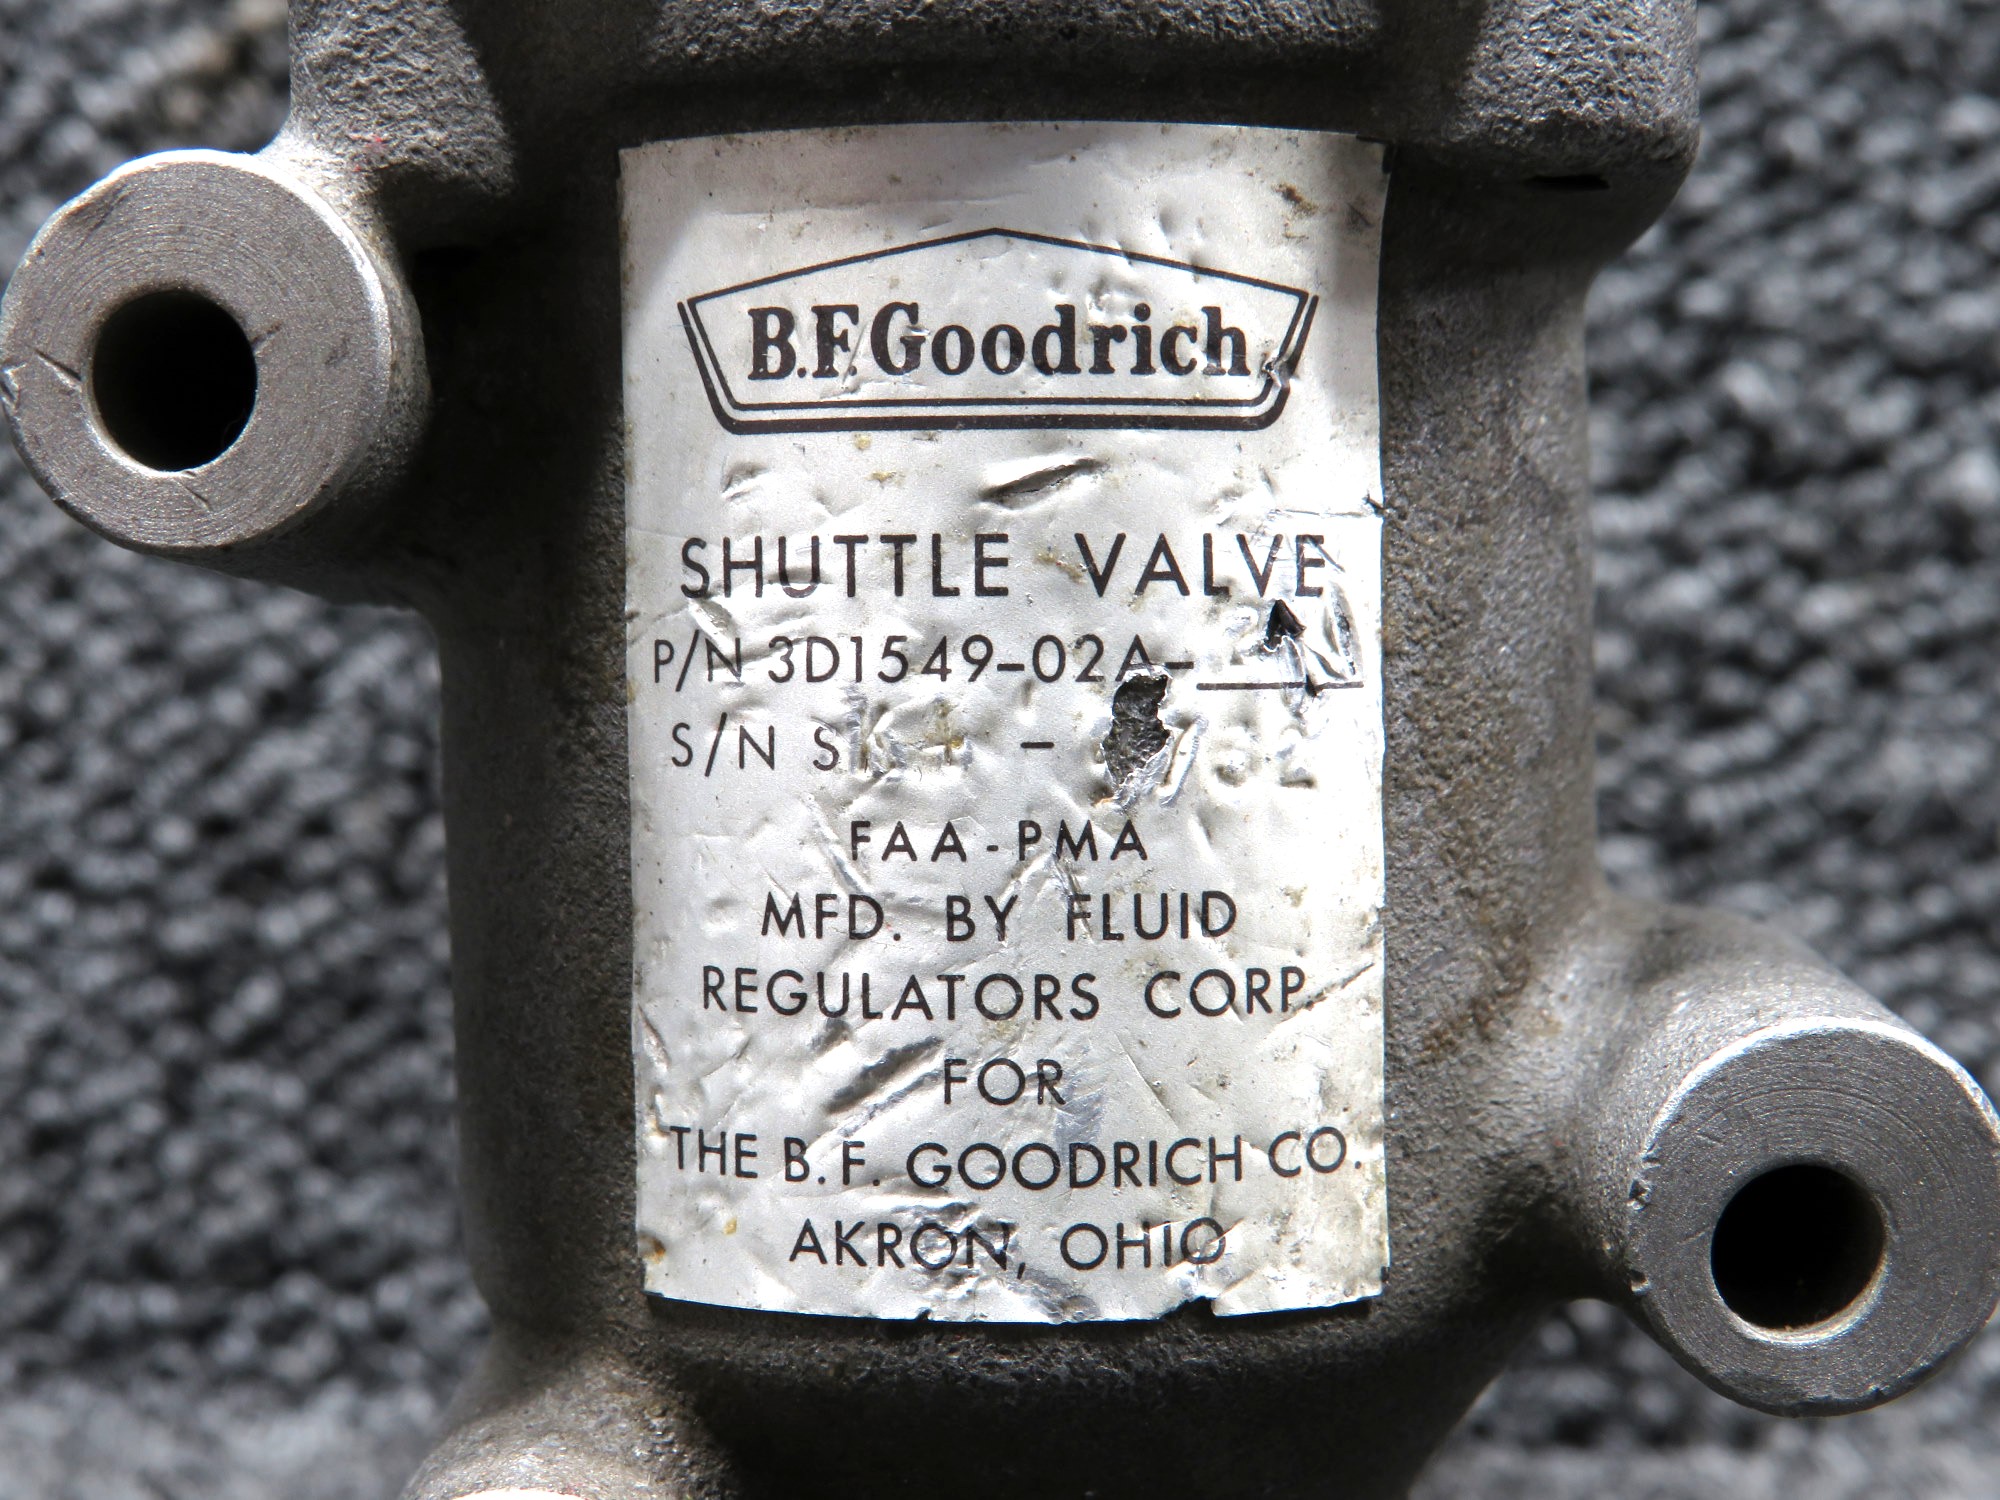 B.F.Goodrich
SHUTTLE VALVE
P/N 3D1549-02A-
S/N S
FAA-PMA
MFD. BY FLUID
REGULATORS CORP.
FOR
THE B.F. GOODRICH CO.
AKRON, OHIO